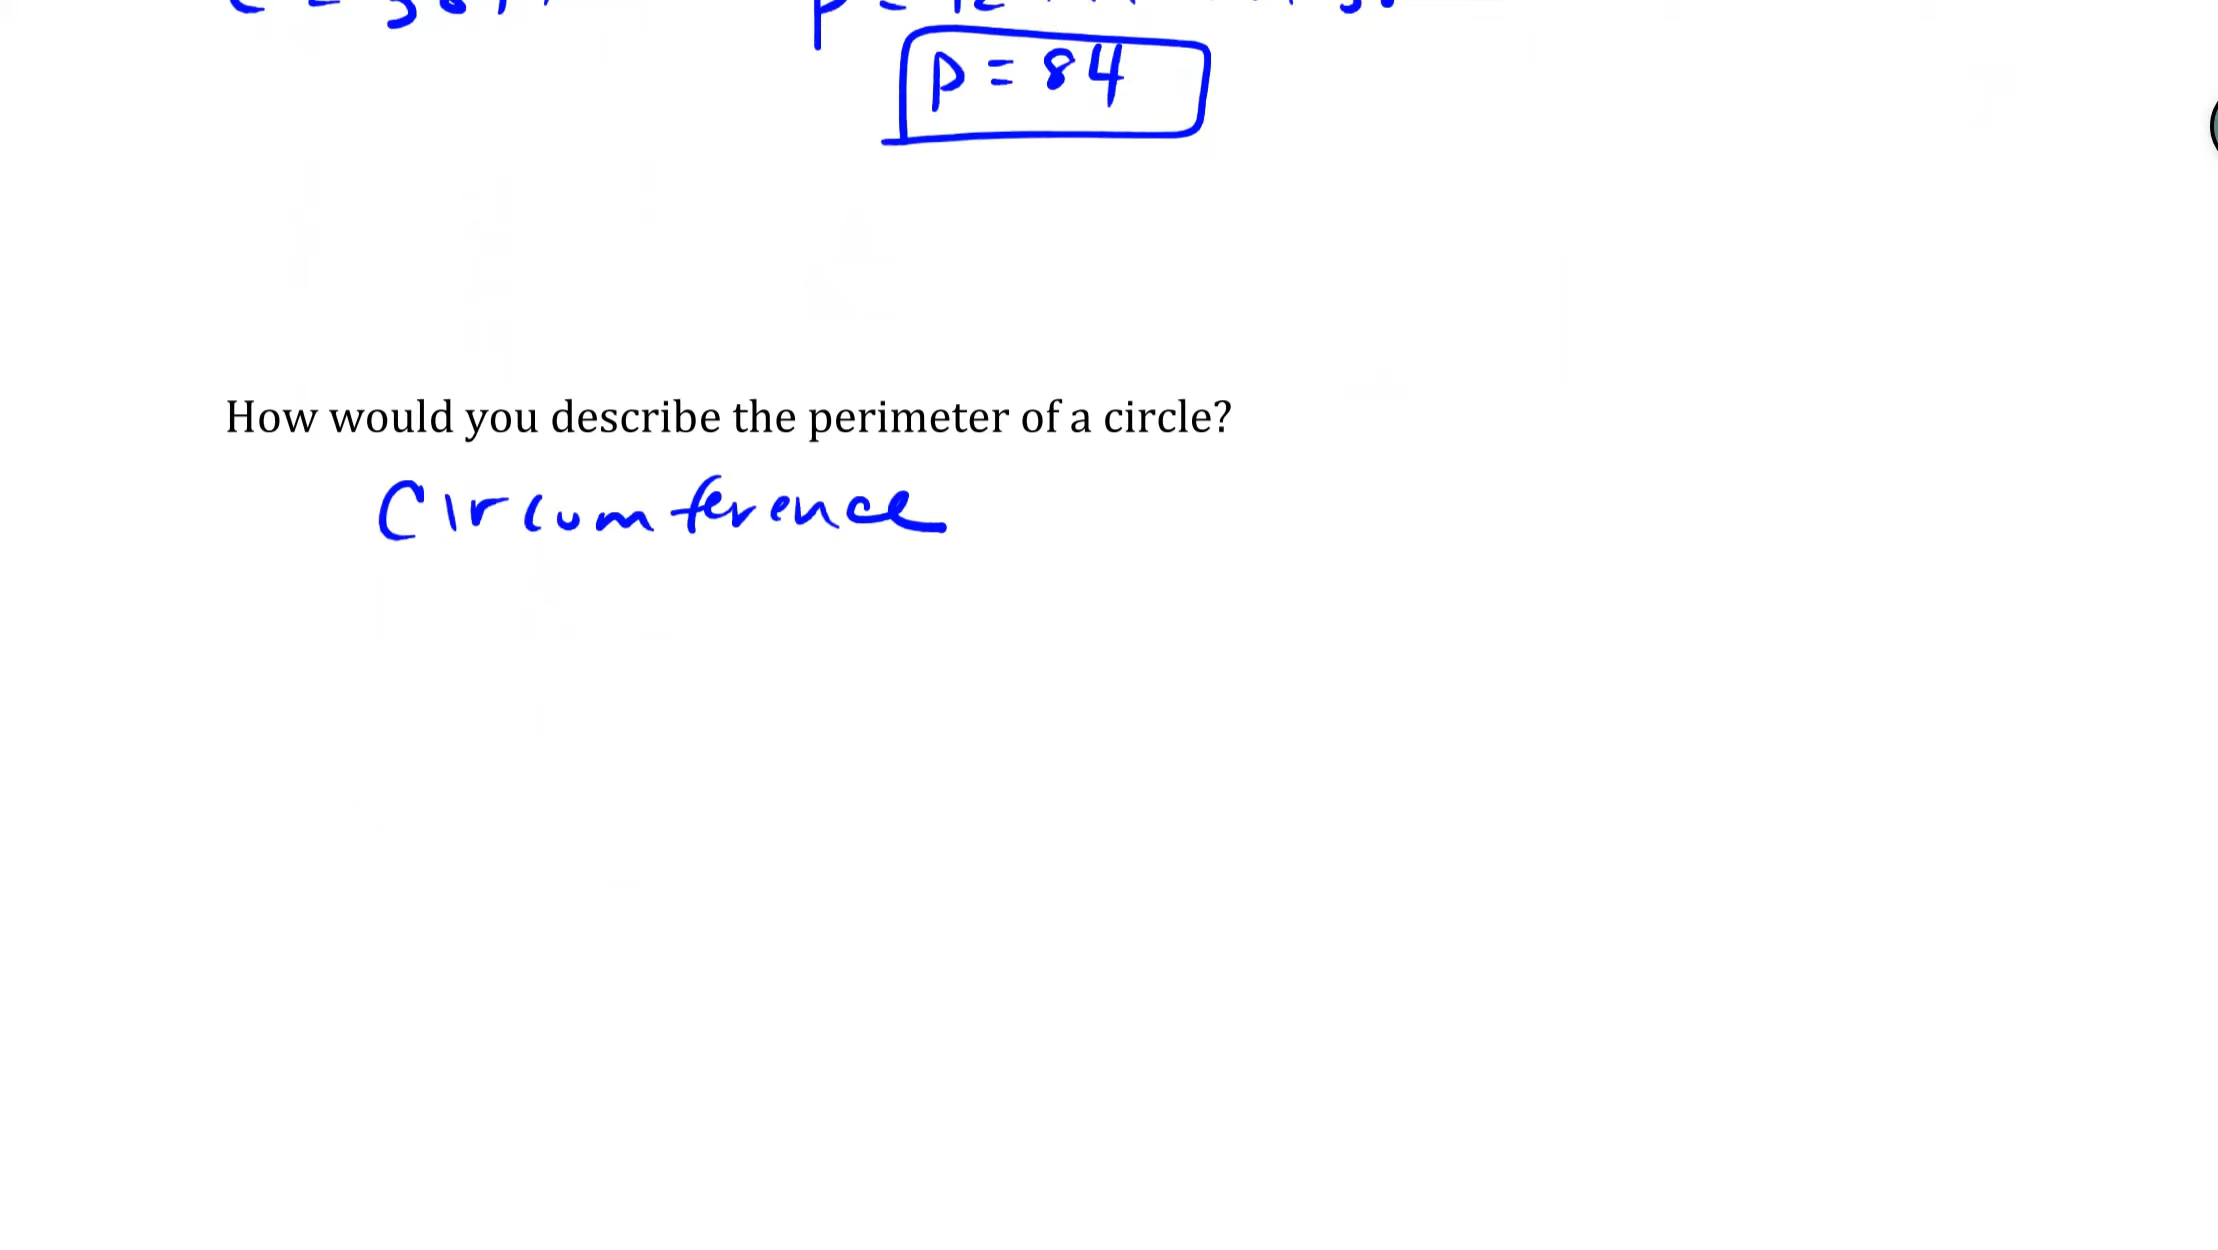 P = 84
How would you describe the perimeter of a circle?
Circumference